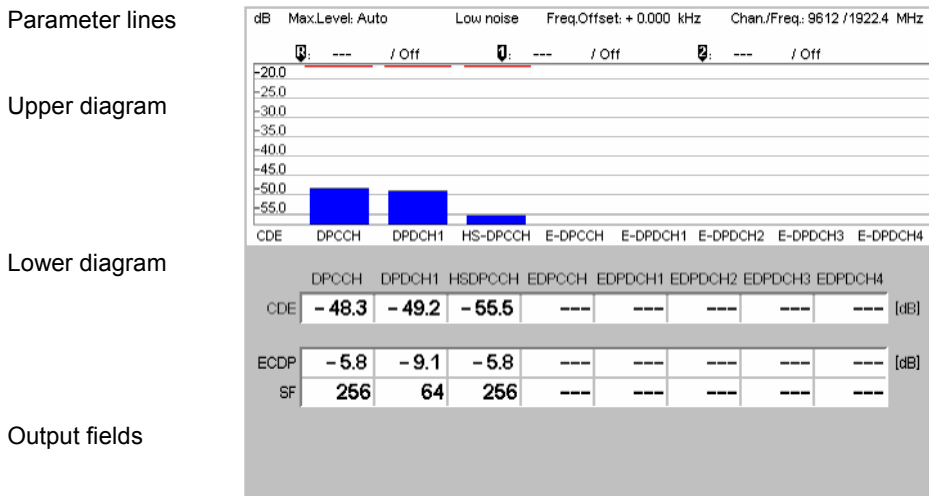 Parameter lines
dB Max.Level: Auto Low noise Freq.Offset: + 0.000 kHz Chan./Freq.: 9612 /1922.4 MHz
R: --- / Off 1: --- / Off 2: --- / Off
Upper diagram
-20.0
-25.0
-30.0
-35.0
-40.0
-45.0
-50.0
-55.0
CDE DPCCH DPDCH1 HS-DPCCH E-DPCCH E-DPDCH1 E-DPDCH2 E-DPDCH3 E-DPDCH4
Lower diagram
DPCCH DPDCH1 HSDPCCH EDPCCH EDPDCH1 EDPDCH2 EDPDCH3 EDPDCH4
CDE - 48.3 - 49.2 - 55.5 --- --- --- --- --- [dB]
ECDP - 5.8 - 9.1 - 5.8 --- --- --- --- --- [dB]
SF 256 64 256 --- --- --- --- ---
Output fields